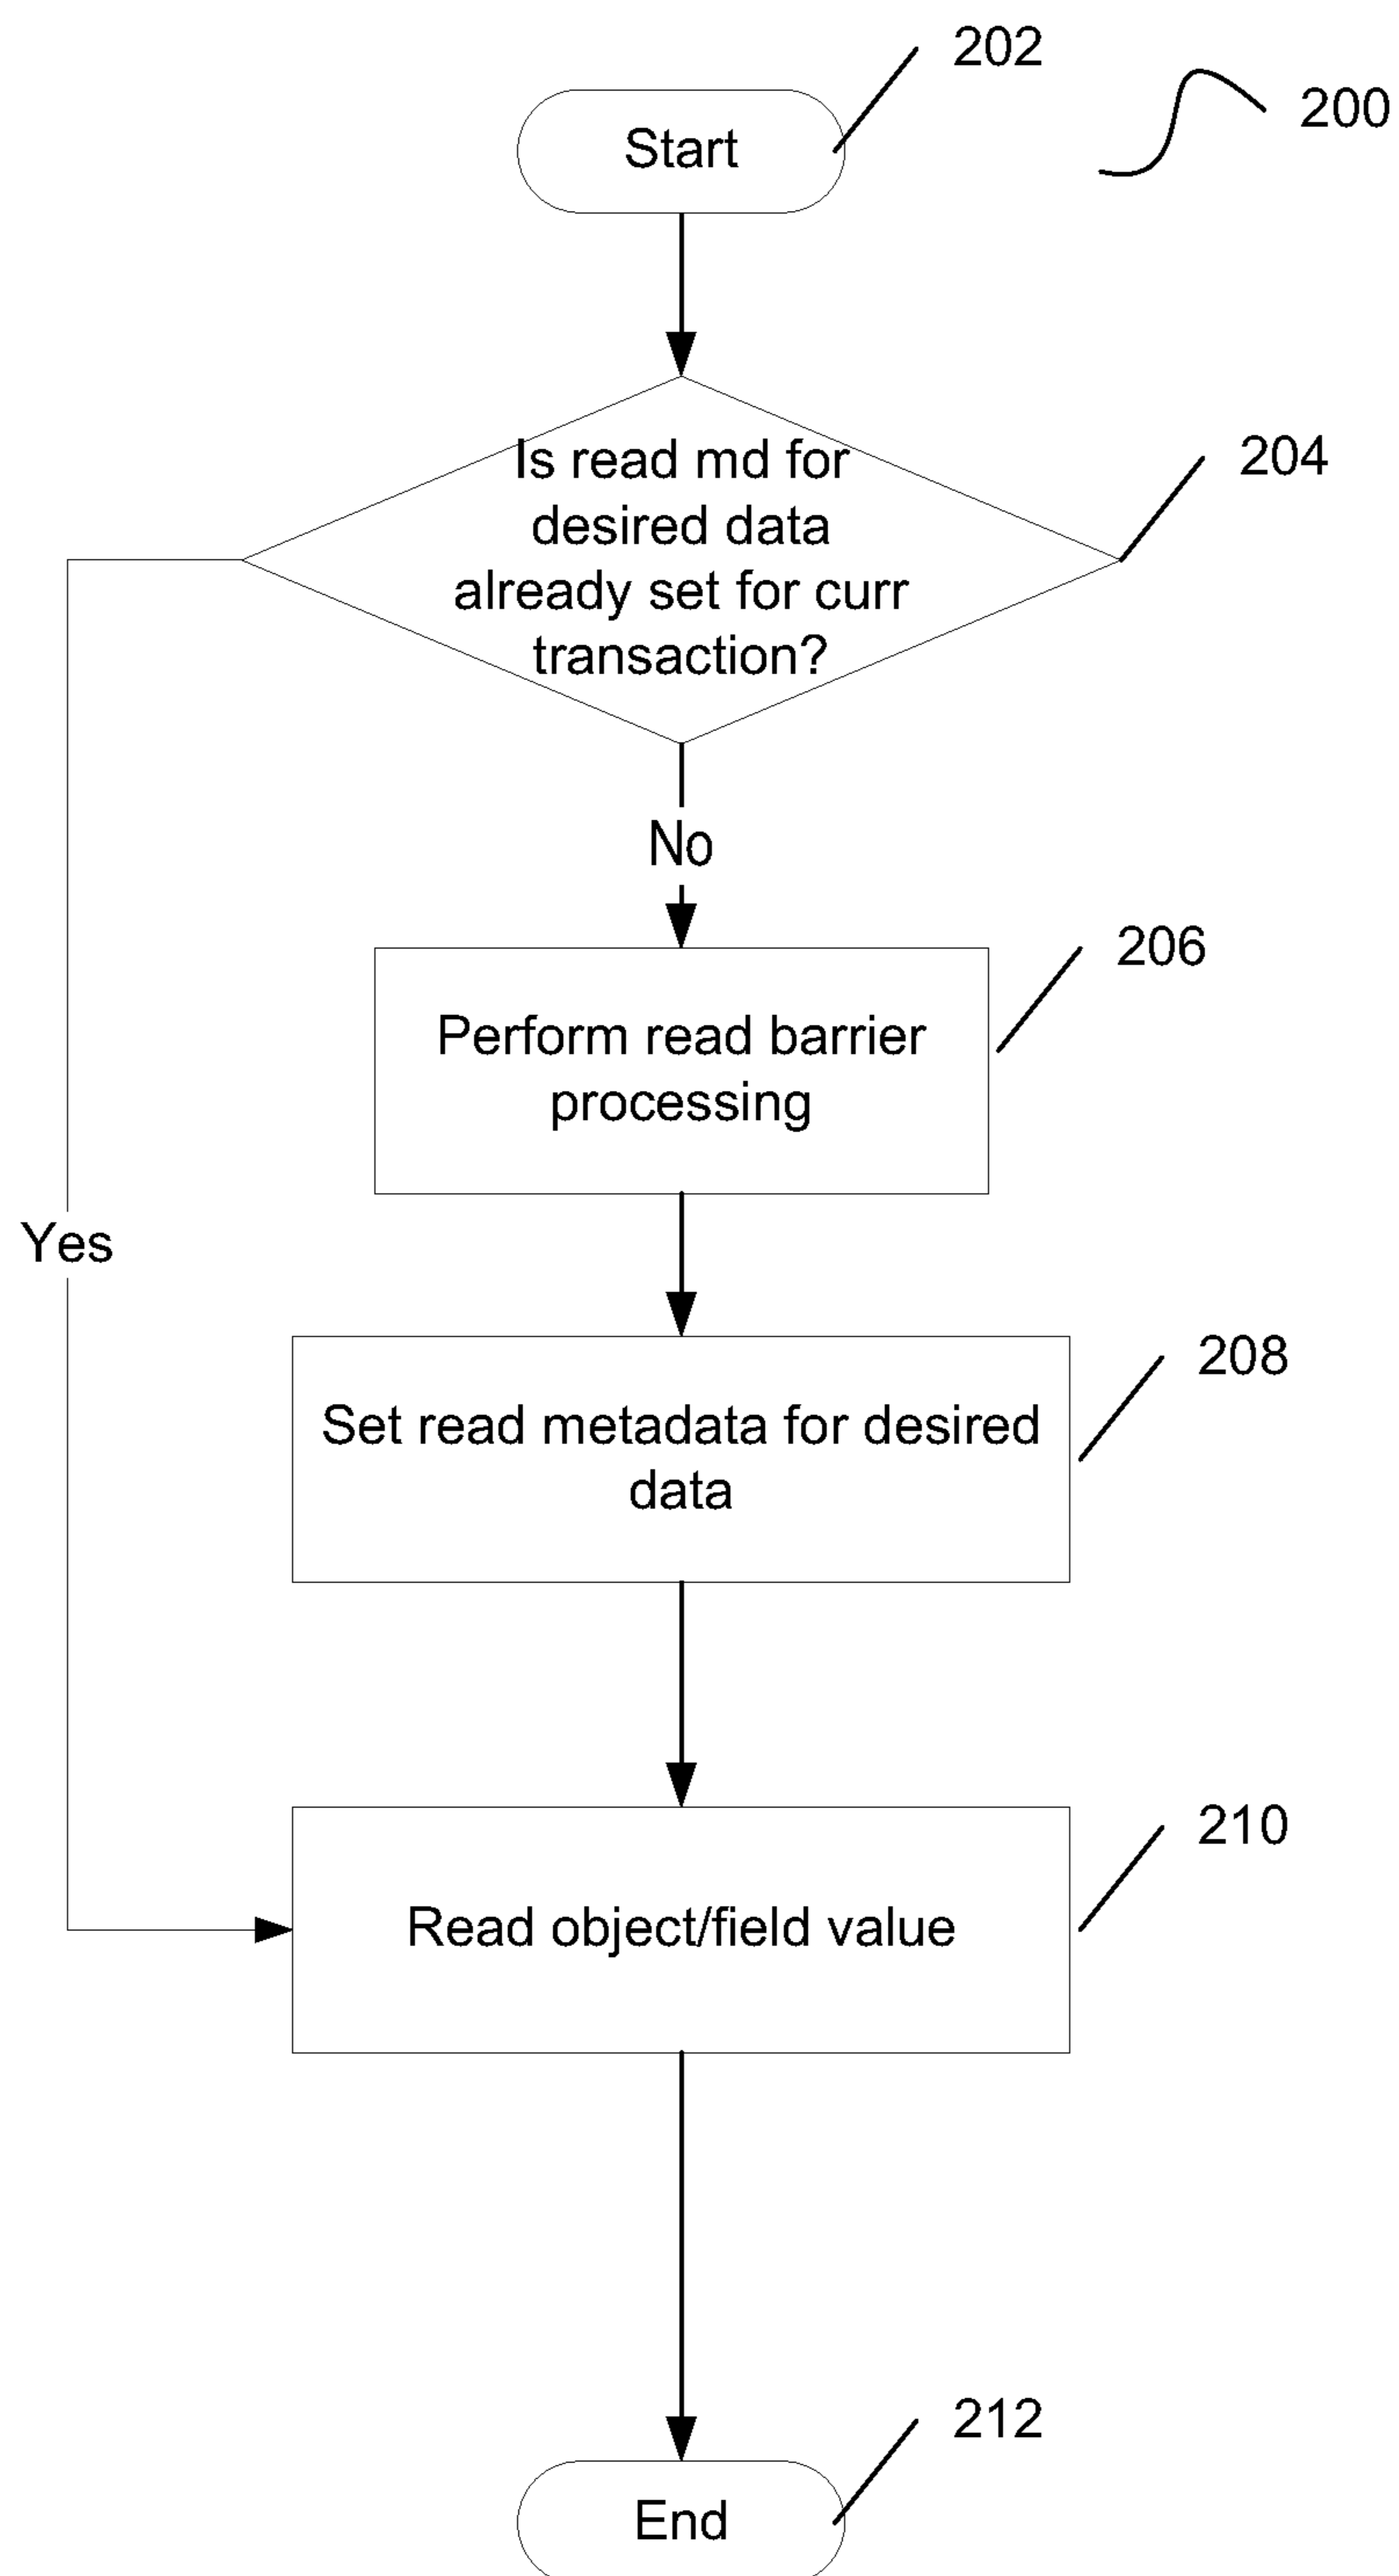 202
200
Start
Is read md for
desired data
already set for curr
transaction?
204
No
206
Perform read barrier
processing
Yes
208
Set read metadata for desired
data
210
Read object/field value
212
End